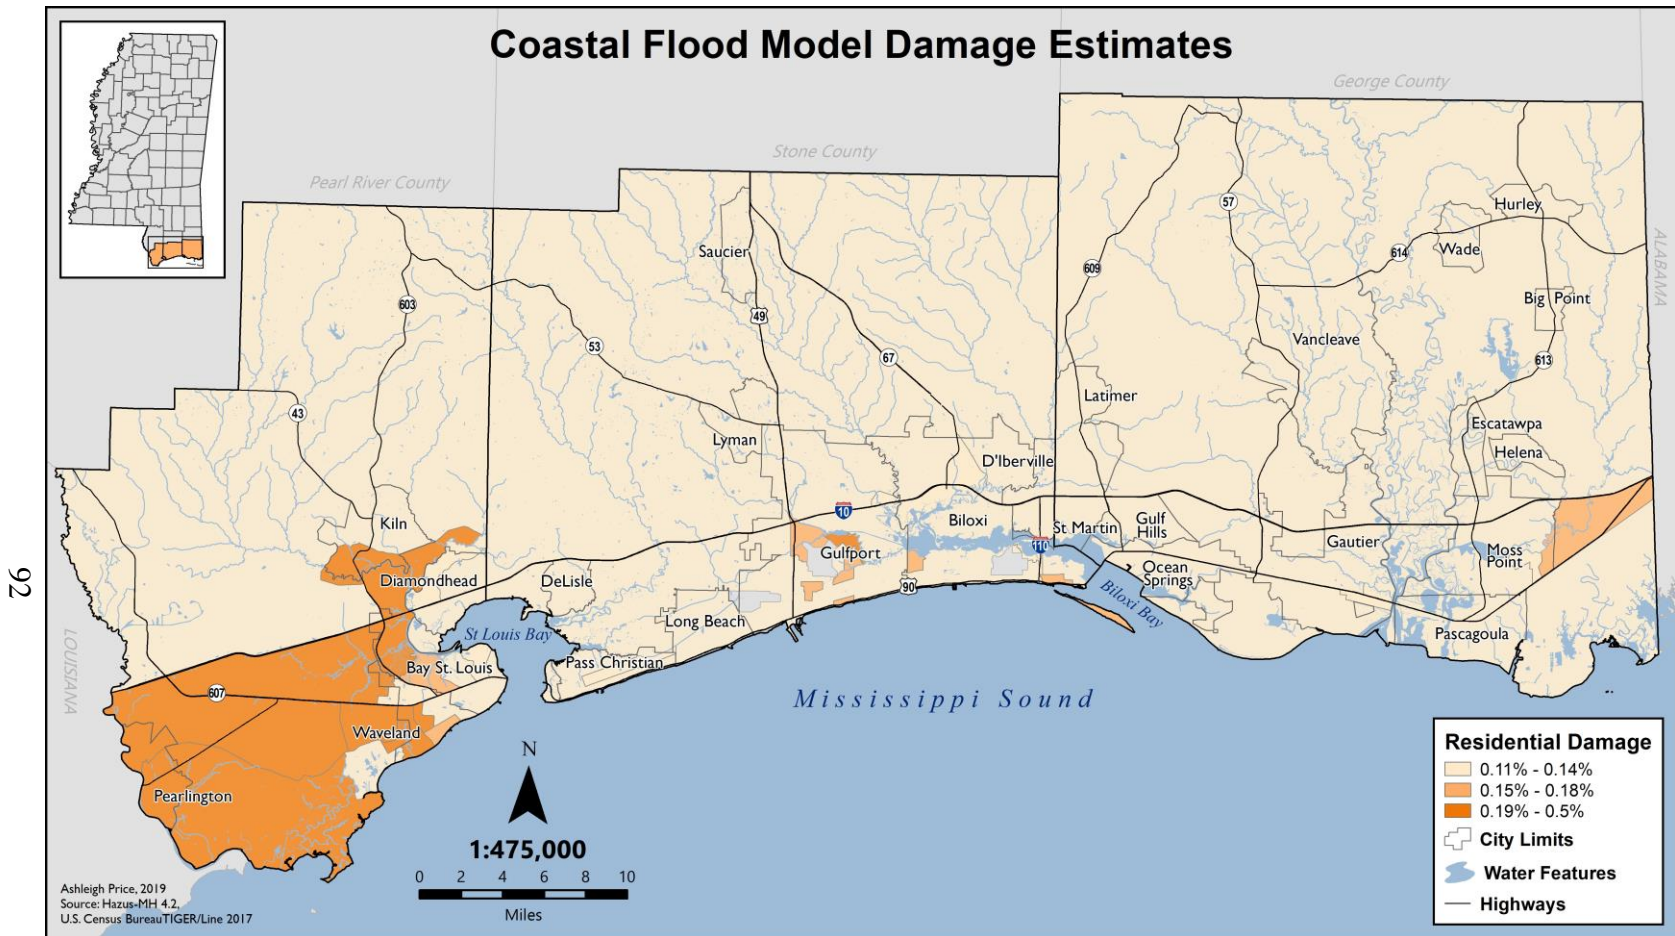 Coastal Flood Model Damage Estimates
George County
Stone County
Pearl River County
ALABAMA
LOUISIANA
Hurley
57
Saucier
614
Wade
609
603
Big Point
49
53
Vancleave
67
613
43
Latimer
Escatawpa
Lyman
Helena
D'Iberville
10
Kiln
Biloxi
St Martin
Gulf
Hills
110
Gautier
Gulfport
Moss
Point
Diamondhead
DeLisle
90
Ocean
Springs
Biloxi Bay
Long Beach
St Louis Bay
Pascagoula
Pass Christian
Bay St. Louis
607
Mississippi Sound
Waveland
Pearlington
N
1:475,000
0 2 4 6 8 10
Miles
Residential Damage
0.11% - 0.14%
0.15% - 0.18%
0.19% - 0.5%
City Limits
Water Features
Highways
Ashleigh Price, 2019
Source: Hazus-MH 4.2,
U.S. Census BureauTIGER/Line 2017
92